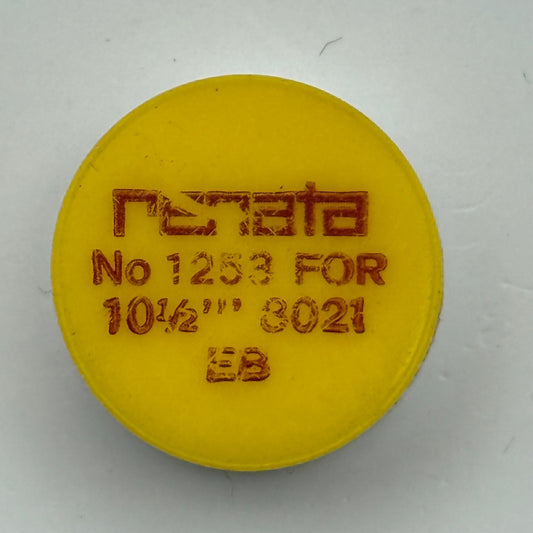 renata
No 1253 FOR
10½''' 8021
EB